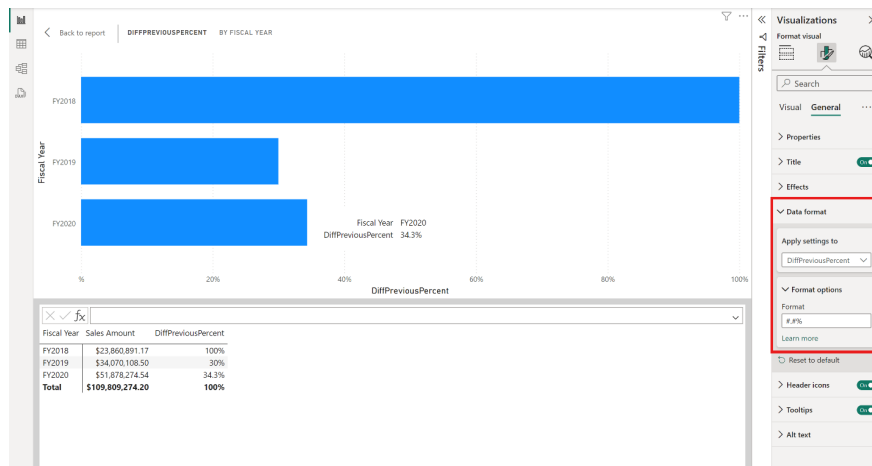 Back to report
DIFFPREVIOUSPERCENT BY FISCAL YEAR
Fiscal Year
FY2018
FY2019
FY2020
Fiscal Year FY2020
DiffPreviousPercent 34.3%
% 20% 40% 60% 80% 100%
DiffPreviousPercent
fx
Fiscal Year Sales Amount DiffPreviousPercent
FY2018 $23,860,891.17 100%
FY2019 $34,070,108.50 30%
FY2020 $51,878,274.54 34.3%
Total $109,809,274.20 100%
Filters
Visualizations
Format visual
Search
Visual General
Properties
Title On
Effects
Data format
Apply settings to
DiffPreviousPercent
Format options
Format
#.#%
Learn more
Reset to default
Header icons On
Tooltips On
Alt text